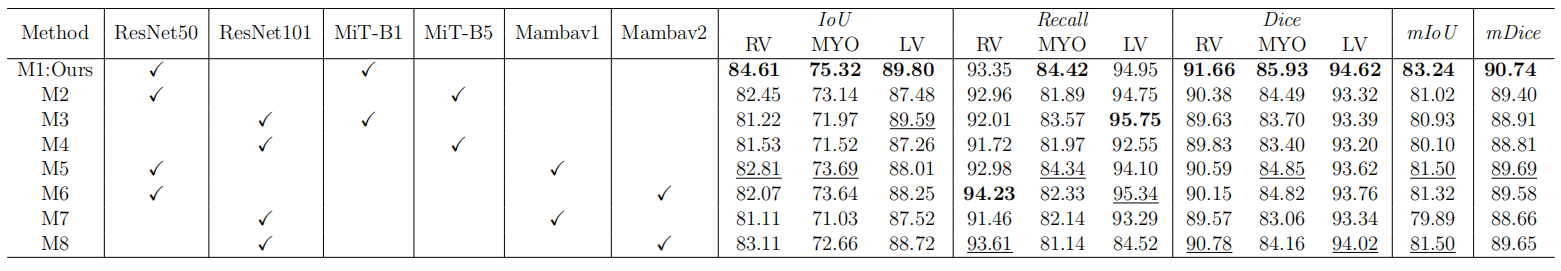 Method ResNet50 ResNet101 MiT-B1 MiT-B5 Mambav1 Mambav2 IoU Recall Dice mIoU mDice
RV MYO LV RV MYO LV RV MYO LV
M1:Ours ✓ ✓ 84.61 75.32 89.80 93.35 84.42 94.95 91.66 85.93 94.62 83.24 90.74
M2 ✓ ✓ 82.45 73.14 87.48 92.96 81.89 94.75 90.38 84.49 93.32 81.02 89.40
M3 ✓ ✓ 81.22 71.97 89.59 92.01 83.57 95.75 89.63 83.70 94.39 80.93 88.91
M4 ✓ ✓ 81.53 71.52 87.26 91.72 81.97 92.55 89.83 83.40 93.20 80.10 88.81
M5 ✓ ✓ 82.81 73.69 88.01 92.98 84.34 94.10 90.59 84.85 93.62 81.50 89.69
M6 ✓ ✓ 82.07 73.64 88.25 94.23 82.33 95.34 90.15 84.82 93.76 81.32 89.58
M7 ✓ ✓ 81.11 71.03 87.52 91.46 82.14 93.29 89.57 83.06 93.34 79.89 88.66
M8 ✓ ✓ 83.11 72.66 88.72 93.61 81.14 84.52 90.78 84.16 94.02 81.50 89.65